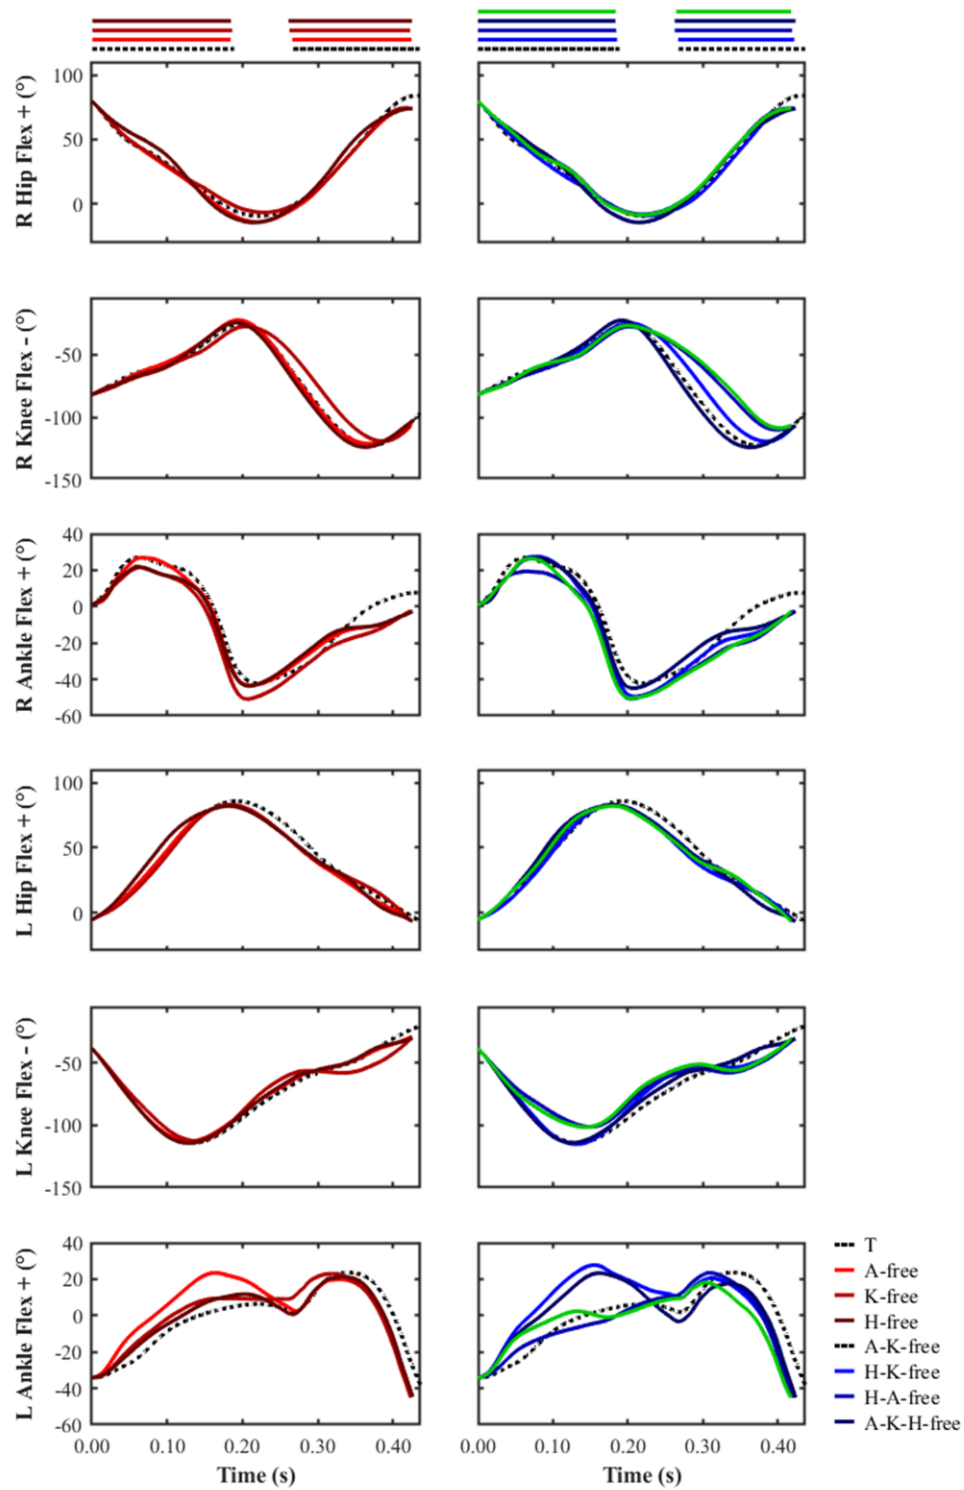 R Hip Flex + (°)
100
50
0
R Knee Flex - (°)
-50
-100
-150
R Ankle Flex + (°)
40
20
0
-20
-40
-60
L Hip Flex + (°)
100
50
0
L Knee Flex - (°)
-50
-100
-150
L Ankle Flex + (°)
40
20
0
-20
-40
-60
0.00 0.10 0.20 0.30 0.40
0.00 0.10 0.20 0.30 0.40
Time (s)
Time (s)
T
A-free
K-free
H-free
A-K-free
H-K-free
H-A-free
A-K-H-free